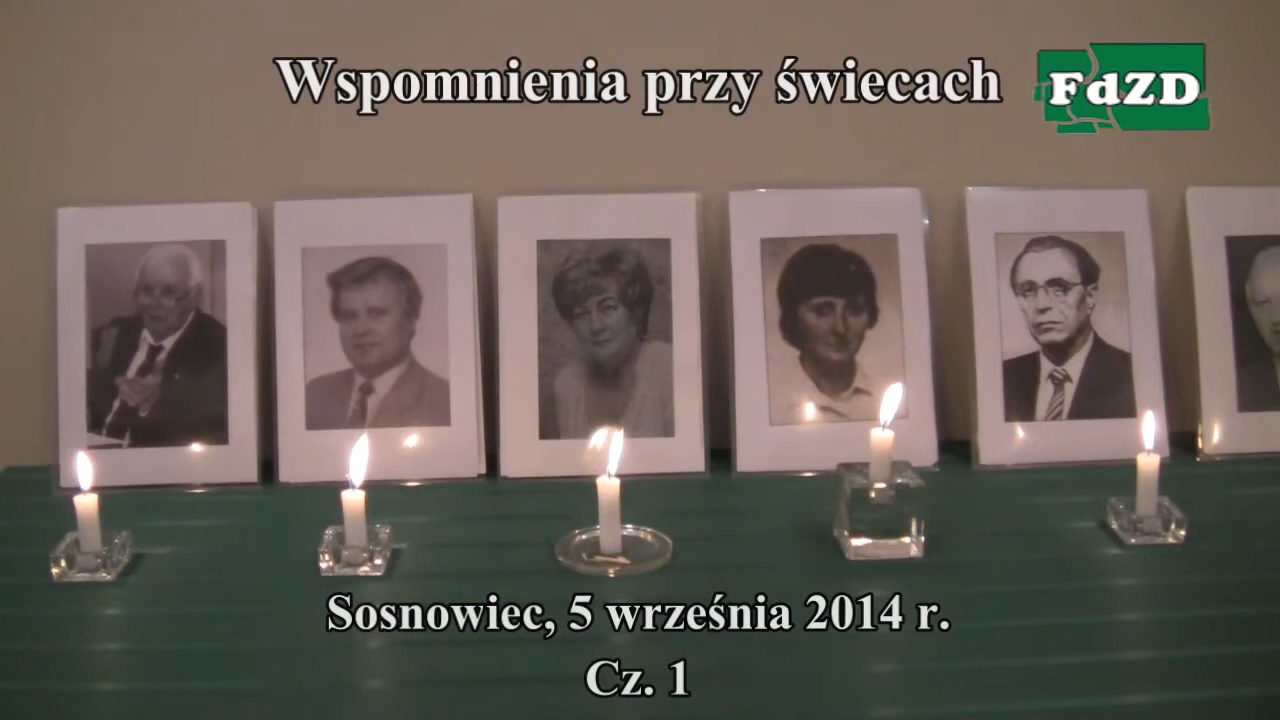 Wspomnienia przy świecach
FdZD
Sosnowiec, 5 września 2014 r.
Cz. 1